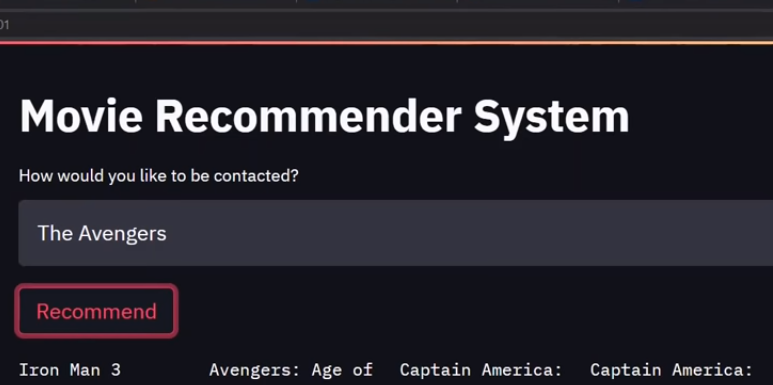 01
Movie Recommender System
How would you like to be contacted?
The Avengers
Recommend
Iron Man 3 Avengers: Age of Captain America: Captain America: